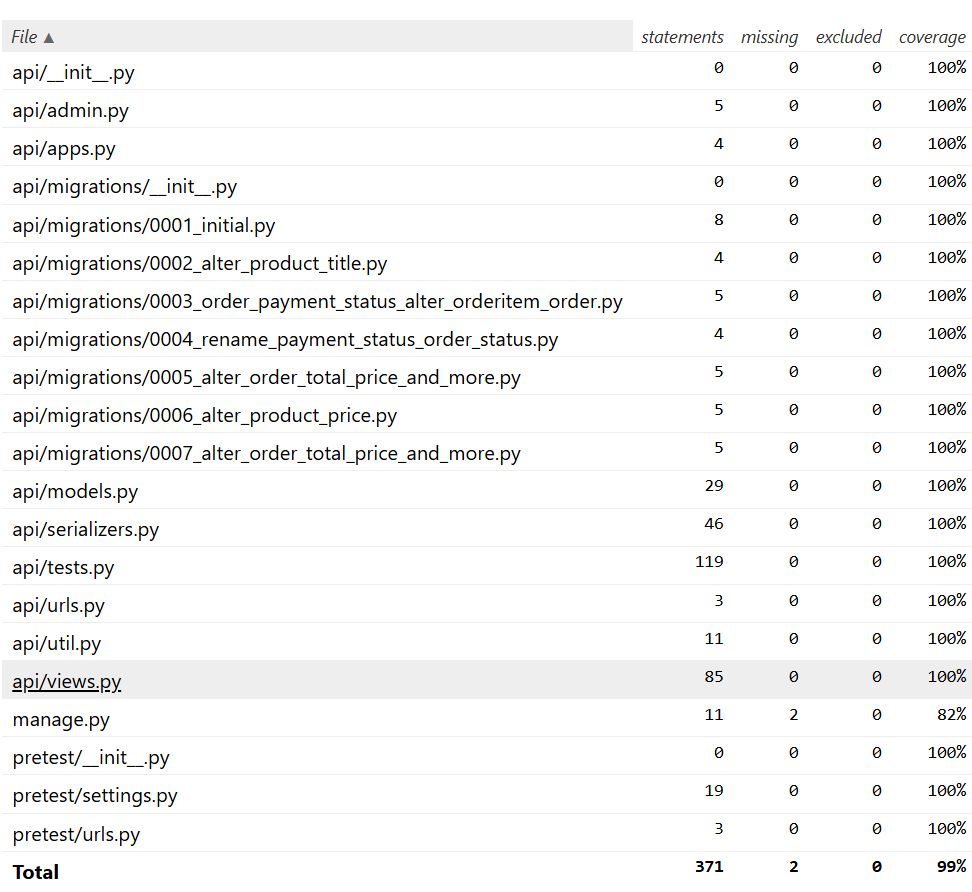 File ▲ statements missing excluded coverage
api/__init__.py 0 0 0 100%
api/admin.py 5 0 0 100%
api/apps.py 4 0 0 100%
api/migrations/__init__.py 0 0 0 100%
api/migrations/0001_initial.py 8 0 0 100%
api/migrations/0002_alter_product_title.py 4 0 0 100%
api/migrations/0003_order_payment_status_alter_orderitem_order.py 5 0 0 100%
api/migrations/0004_rename_payment_status_order_status.py 4 0 0 100%
api/migrations/0005_alter_order_total_price_and_more.py 5 0 0 100%
api/migrations/0006_alter_product_price.py 5 0 0 100%
api/migrations/0007_alter_order_total_price_and_more.py 5 0 0 100%
api/models.py 29 0 0 100%
api/serializers.py 46 0 0 100%
api/tests.py 119 0 0 100%
api/urls.py 3 0 0 100%
api/util.py 11 0 0 100%
api/views.py 85 0 0 100%
manage.py 11 2 0 82%
pretest/__init__.py 0 0 0 100%
pretest/settings.py 19 0 0 100%
pretest/urls.py 3 0 0 100%
Total 371 2 0 99%